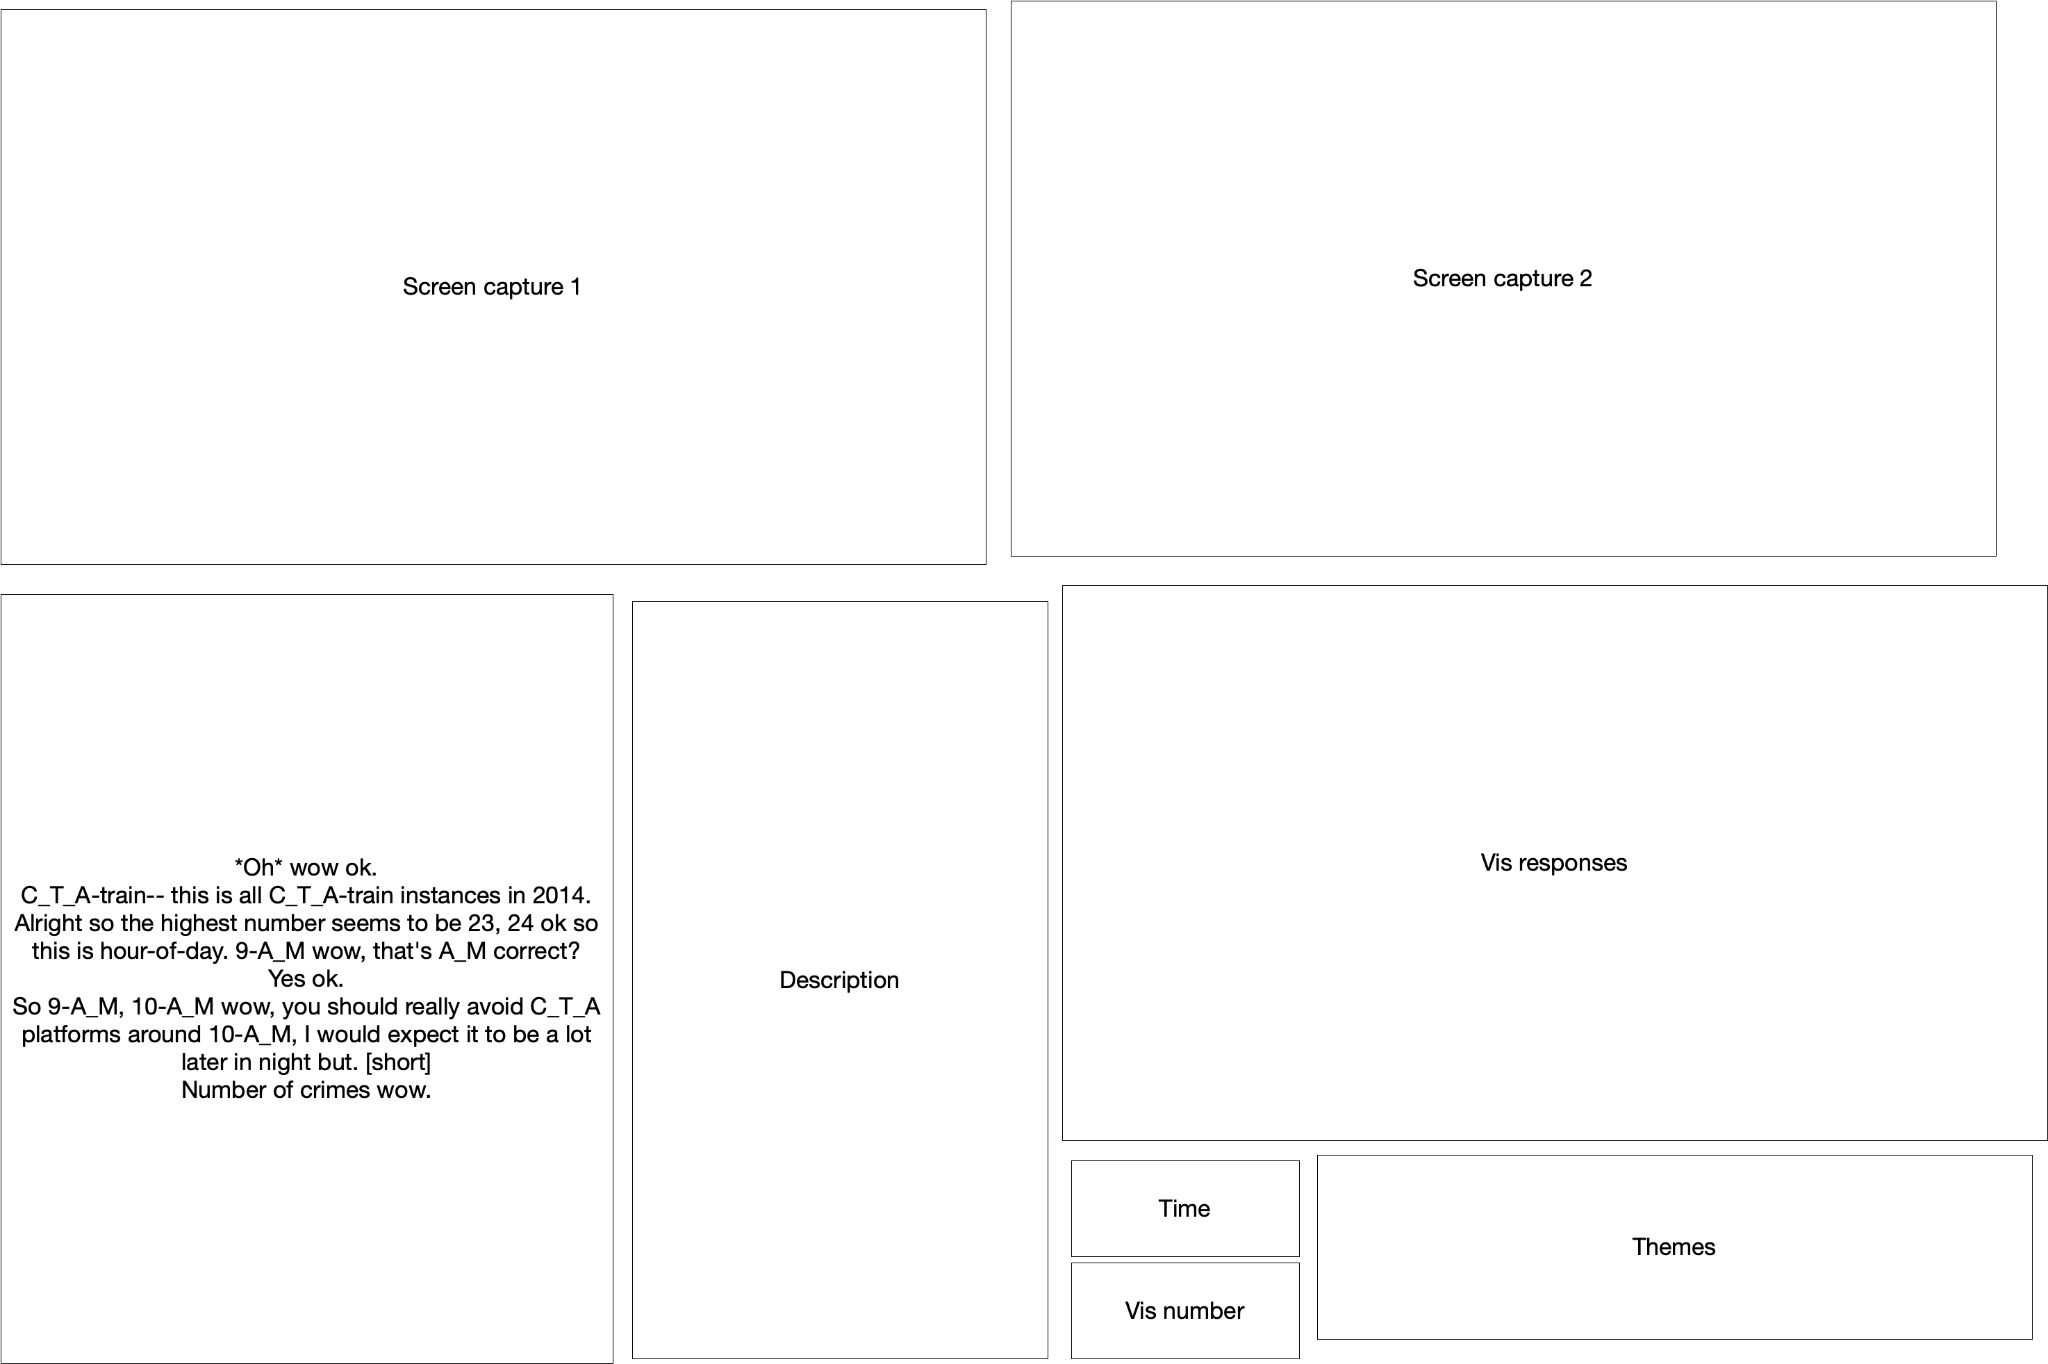 Screen capture 1
Screen capture 2
*Oh* wow ok.
C_T_A-train-- this is all C_T_A-train instances in 2014.
Alright so the highest number seems to be 23, 24 ok so
this is hour-of-day. 9-A_M wow, that's A_M correct?
Yes ok.
So 9-A_M, 10-A_M wow, you should really avoid C_T_A
platforms around 10-A_M, I would expect it to be a lot
later in night but. [short]
Number of crimes wow.
Description
Vis responses
Time
Vis number
Themes